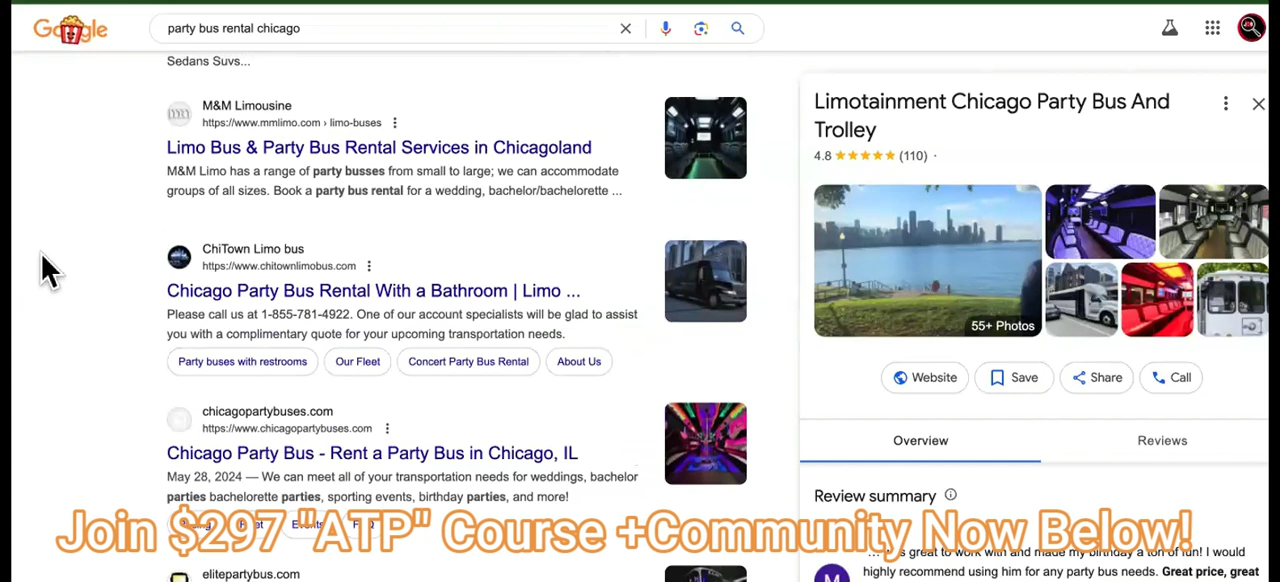 Google
party bus rental chicago
Sedans Suvs...
M&M Limousine
https://www.mmlimo.com › limo-buses
Limo Bus & Party Bus Rental Services in Chicagoland
M&M Limo has a range of party busses from small to large; we can accommodate
groups of all sizes. Book a party bus rental for a wedding, bachelor/bachelorette ...
ChiTown Limo bus
https://www.chitownlimobus.com
Chicago Party Bus Rental With a Bathroom | Limo ...
Please call us at 1-855-781-4922. One of our account specialists will be glad to assist
you with a complimentary quote for your upcoming transportation needs.
Party buses with restrooms
Our Fleet
Concert Party Bus Rental
About Us
chicagopartybuses.com
https://www.chicagopartybuses.com
Chicago Party Bus - Rent a Party Bus in Chicago, IL
May 28, 2024 — We can meet all of your transportation needs for weddings, bachelor
parties bachelorette parties, sporting events, birthday parties, and more!
elitepartybus.com
Limotainment Chicago Party Bus And
Trolley
4.8 (110) ·
55+ Photos
Website
Save
Share
Call
Overview
Reviews
Review summary
great to work with and made my birthday a ton of fun! I would
highly recommend using him for any party bus needs. Great price, great
M
Join $297 "ATP" Course +Community Now Below!